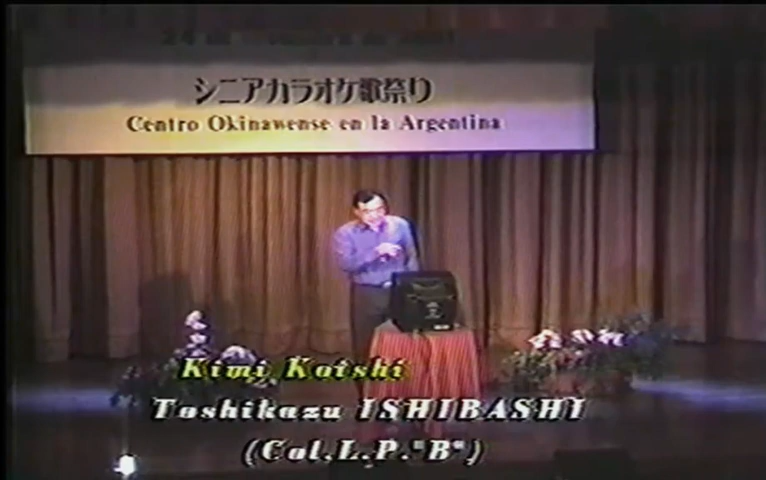 シニアカラオケ歌祭り
Centro Okinawense en la Argentina
Kimi Koishi
Toshikazu ISHIBASHI
(Col.L.P."B")